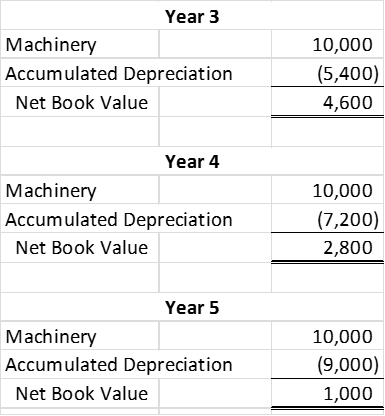 Year 3
Machinery 10,000
Accumulated Depreciation (5,400)
Net Book Value 4,600
Year 4
Machinery 10,000
Accumulated Depreciation (7,200)
Net Book Value 2,800
Year 5
Machinery 10,000
Accumulated Depreciation (9,000)
Net Book Value 1,000